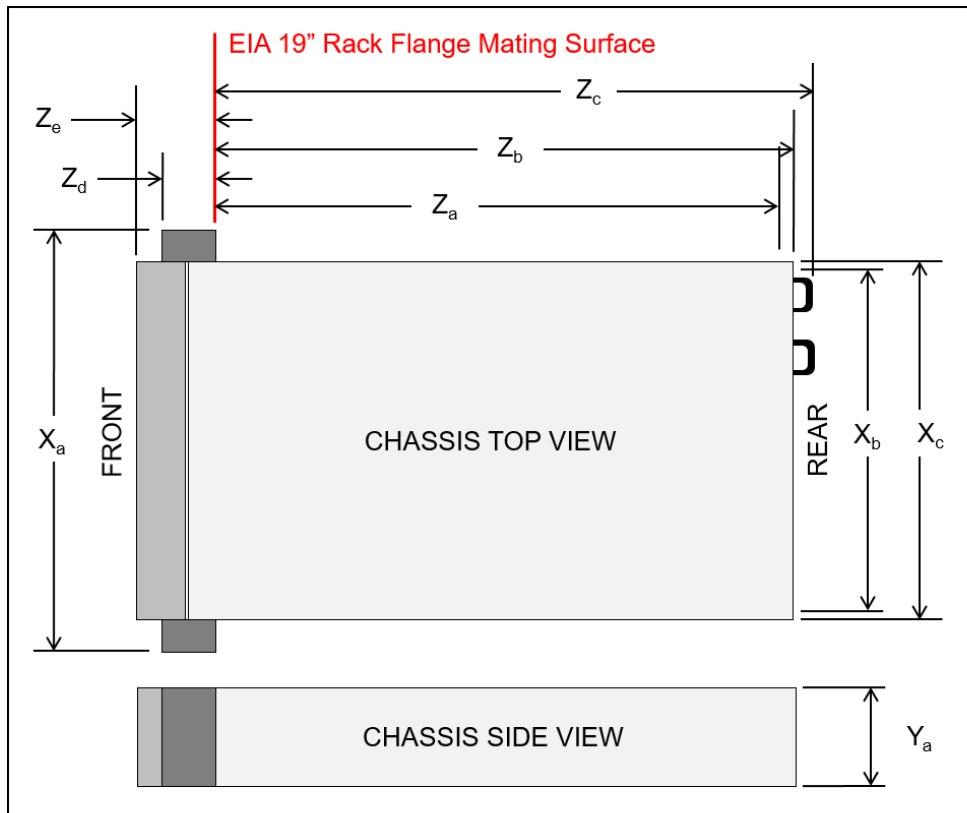 EIA 19” Rack Flange Mating Surface
Zc
Ze
Zb
Zd
Za
FRONT
Xa
CHASSIS TOP VIEW
REAR
Xb
Xc
CHASSIS SIDE VIEW
Ya